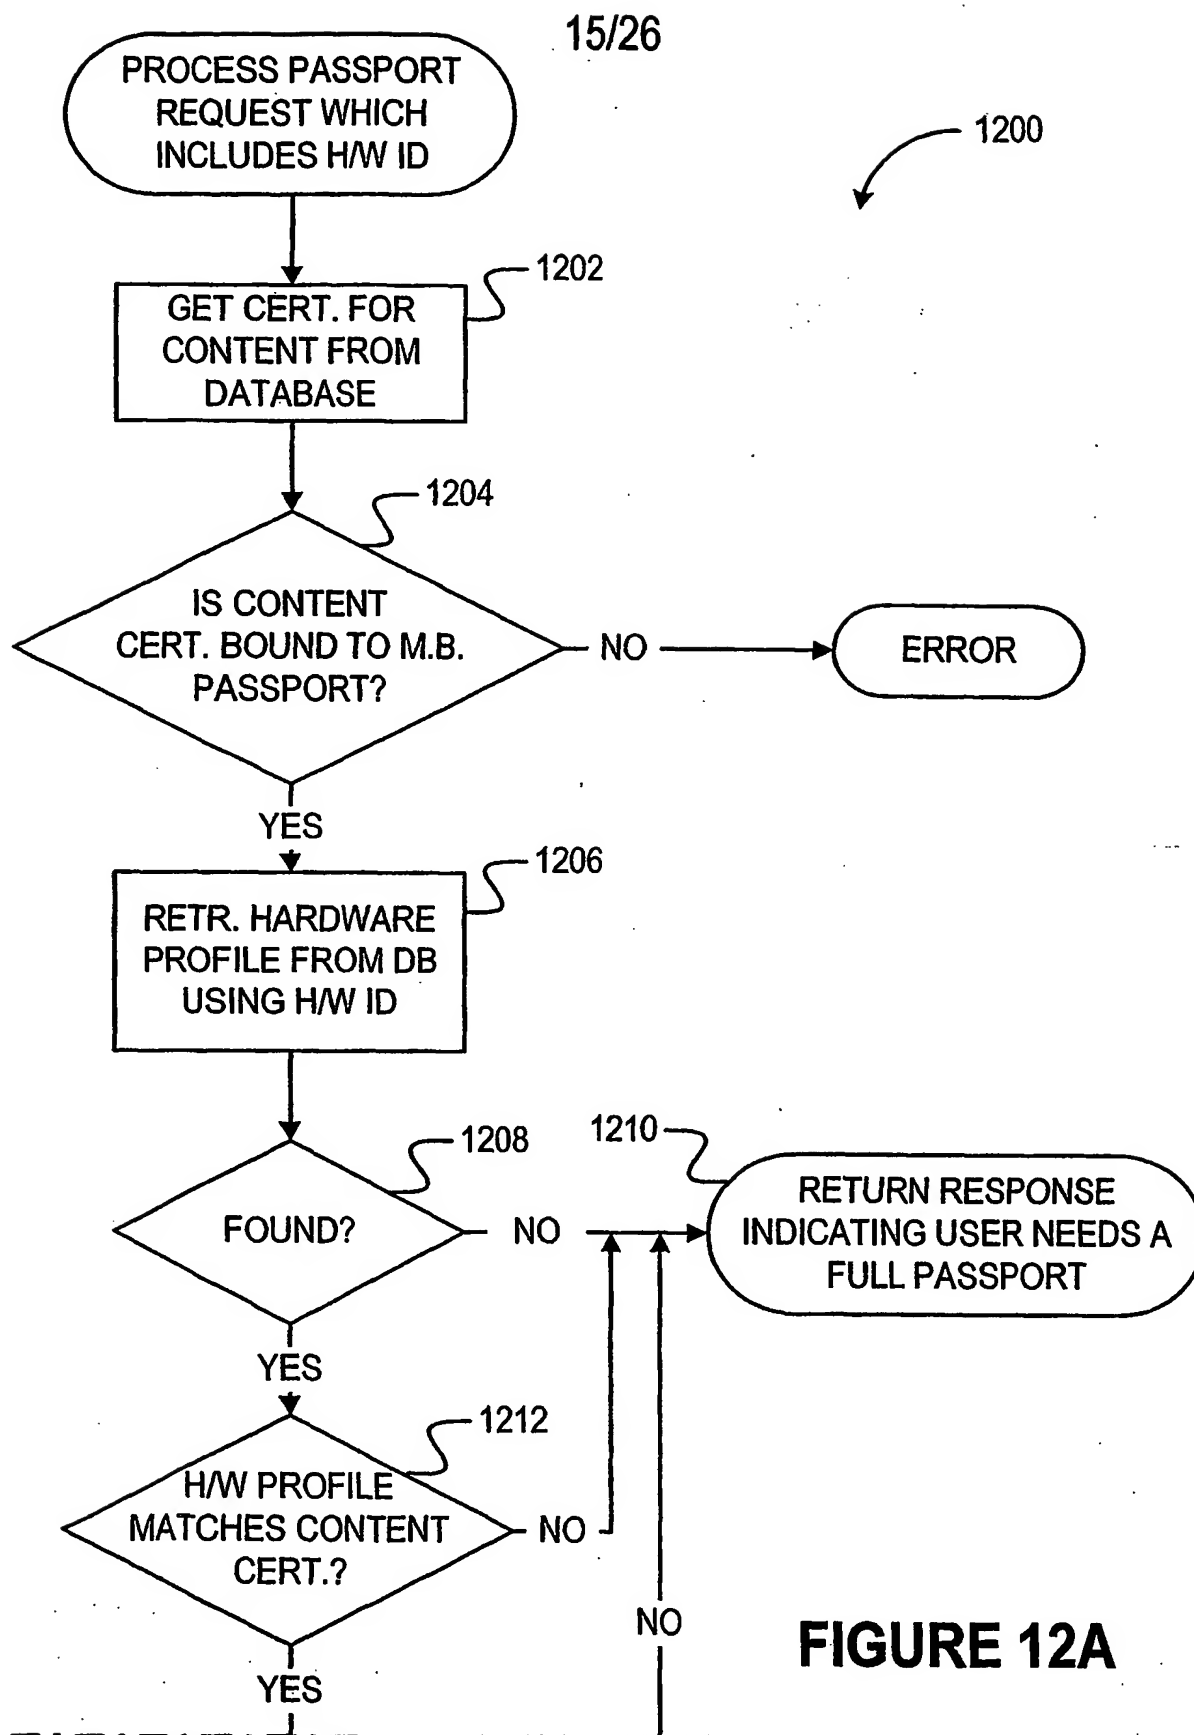 15/26
PROCESS PASSPORT
REQUEST WHICH
INCLUDES H/W ID
1200
1202
GET CERT. FOR
CONTENT FROM
DATABASE
1204
IS CONTENT
CERT. BOUND TO M.B.
PASSPORT?
NO
ERROR
YES
1206
RETR. HARDWARE
PROFILE FROM DB
USING H/W ID
1208
FOUND?
NO
1210
RETURN RESPONSE
INDICATING USER NEEDS A
FULL PASSPORT
YES
1212
H/W PROFILE
MATCHES CONTENT
CERT.?
NO
NO
YES
FIGURE 12A